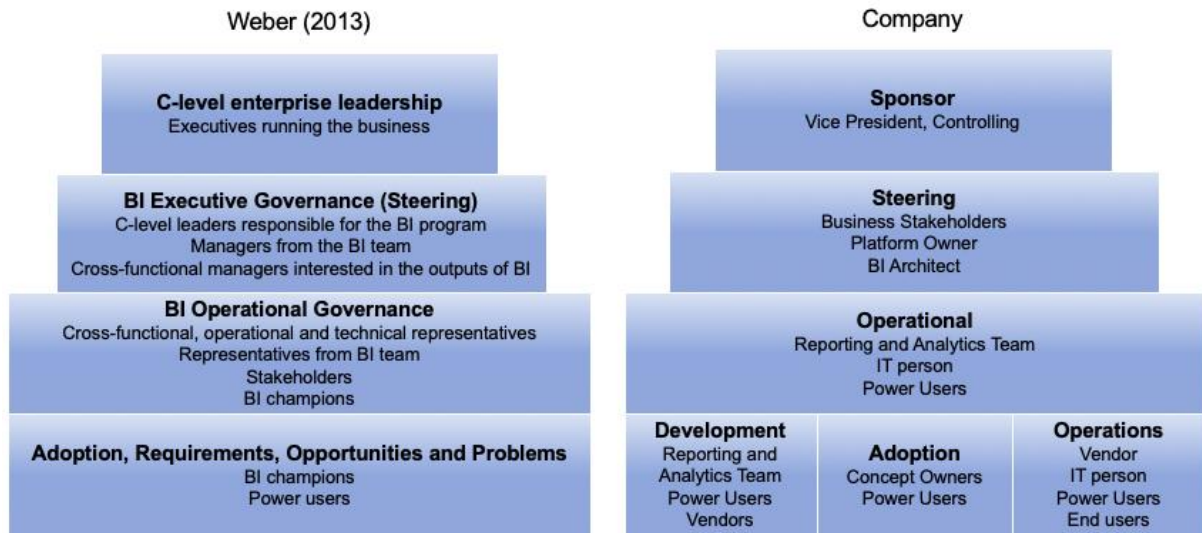 Weber (2013)
C-level enterprise leadership
Executives running the business
BI Executive Governance (Steering)
C-level leaders responsible for the BI program
Managers from the BI team
Cross-functional managers interested in the outputs of BI
BI Operational Governance
Cross-functional, operational and technical representatives
Representatives from BI team
Stakeholders
BI champions
Adoption, Requirements, Opportunities and Problems
BI champions
Power users
Company
Sponsor
Vice President, Controlling
Steering
Business Stakeholders
Platform Owner
BI Architect
Operational
Reporting and Analytics Team
IT person
Power Users
Development
Reporting and
Analytics Team
Power Users
Vendors
Adoption
Concept Owners
Power Users
Operations
Vendor
IT person
Power Users
End users